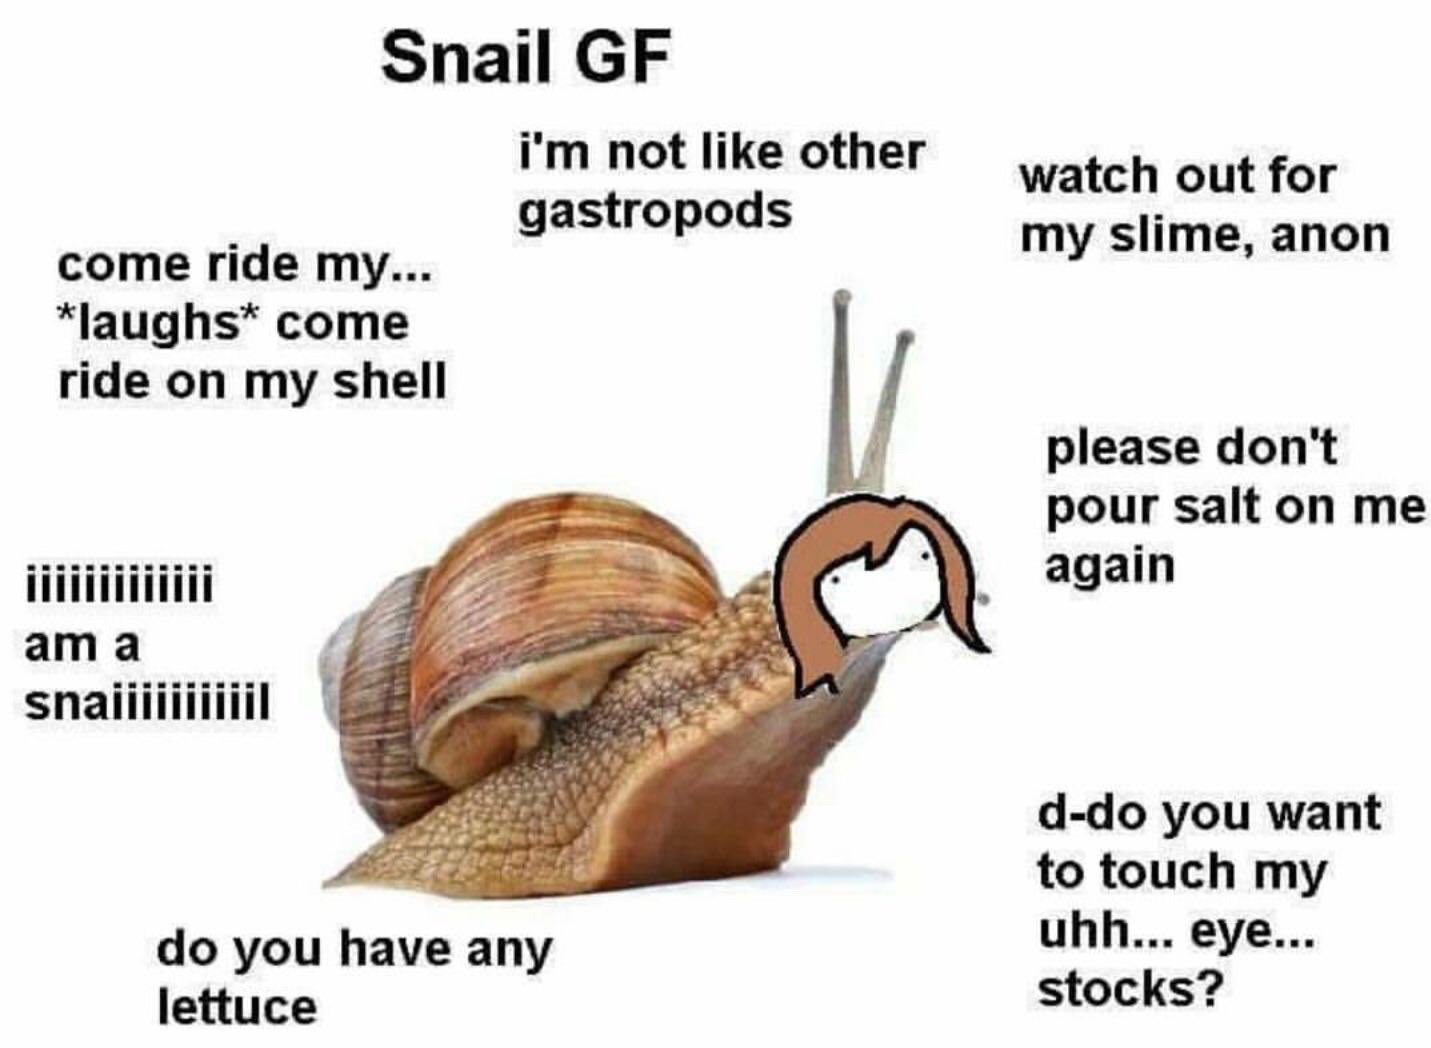 Snail GF
i'm not like other
gastropods
watch out for
my slime, anon
come ride my...
*laughs* come
ride on my shell
please don't
pour salt on me
again
iiiiiiiiiiiiii
am a
snaiiiiiiiiiil
d-do you want
to touch my
uhh... eye...
stocks?
do you have any
lettuce